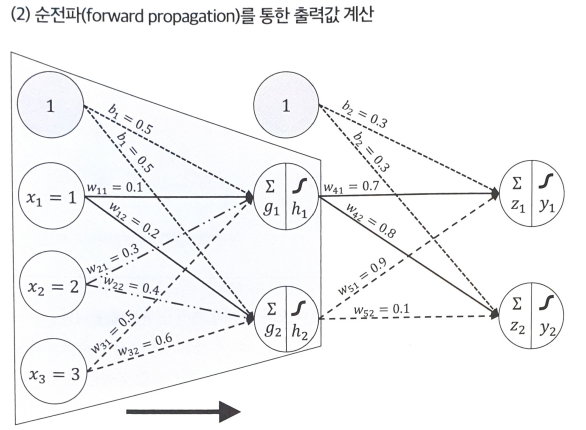 (2) 순전파(forward propagation)를 통한 출력값 계산
1
1
b₁ = 0.5
b₁ = 0.5
b₂ = 0.3
b₂ = 0.3
x₁ = 1
w₁₁ = 0.1
w₁₂ = 0.2
Σ
g₁ h₁
w₄₁ = 0.7
w₄₂ = 0.8
Σ
z₁ y₁
x₂ = 2
w₂₁ = 0.3
w₂₂ = 0.4
w₅₁ = 0.9
w₅₂ = 0.1
Σ
g₂ h₂
Σ
z₂ y₂
x₃ = 3
w₃₁ = 0.5
w₃₂ = 0.6